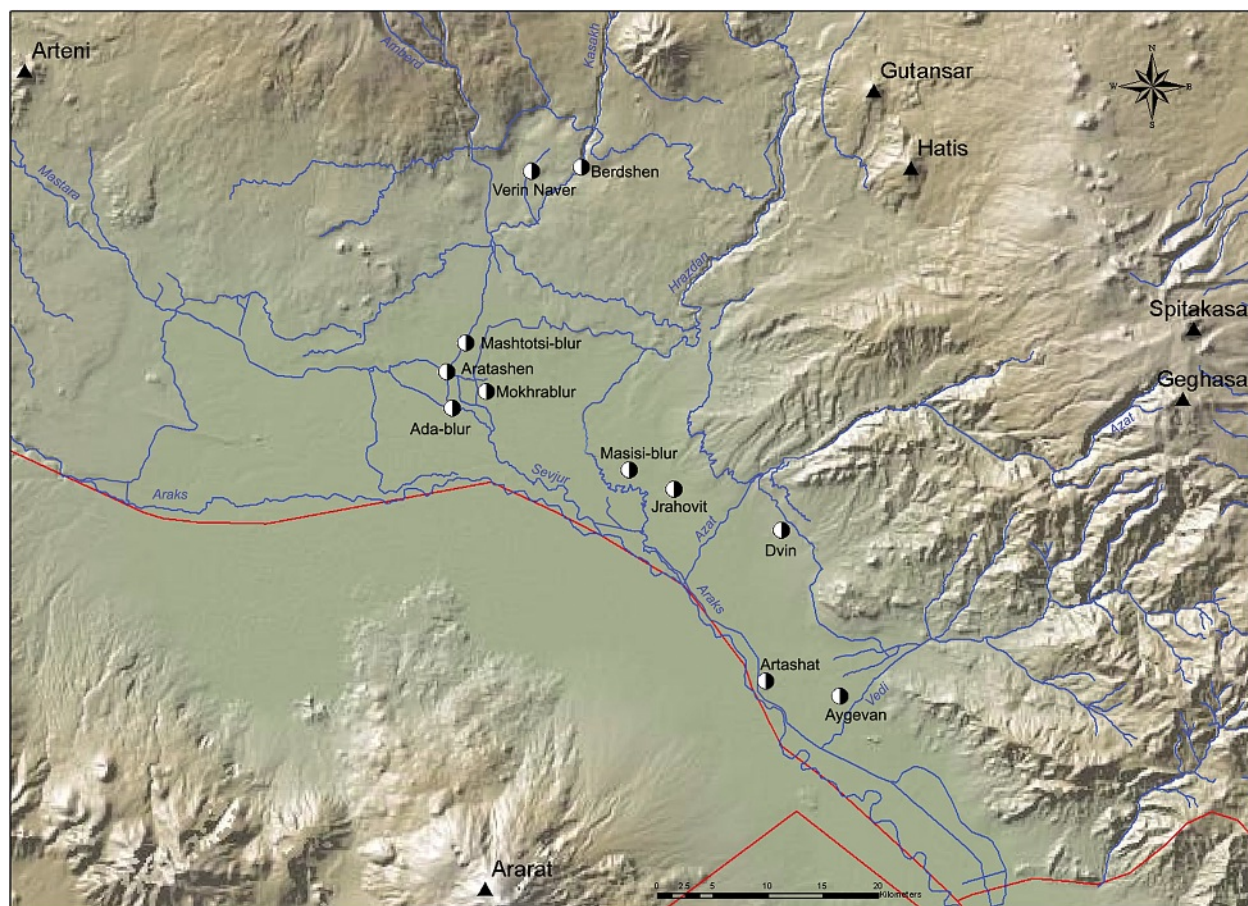 Arteni
Amberd
Kasakh
Gutansar
N
W
E
S
Hatis
Mastara
Verin Naver
Berdshen
Hrazdan
Spitakasa
Mashtotsi-blur
Aratashen
Mokhrablur
Geghasa
Ada-blur
Azat
Masisi-blur
Sevjur
Araks
Jrahovit
Azat
Dvin
Araks
Artashat
Vedi
Aygevan
Ararat
0 2.5 5 10 15 20
Kilometers